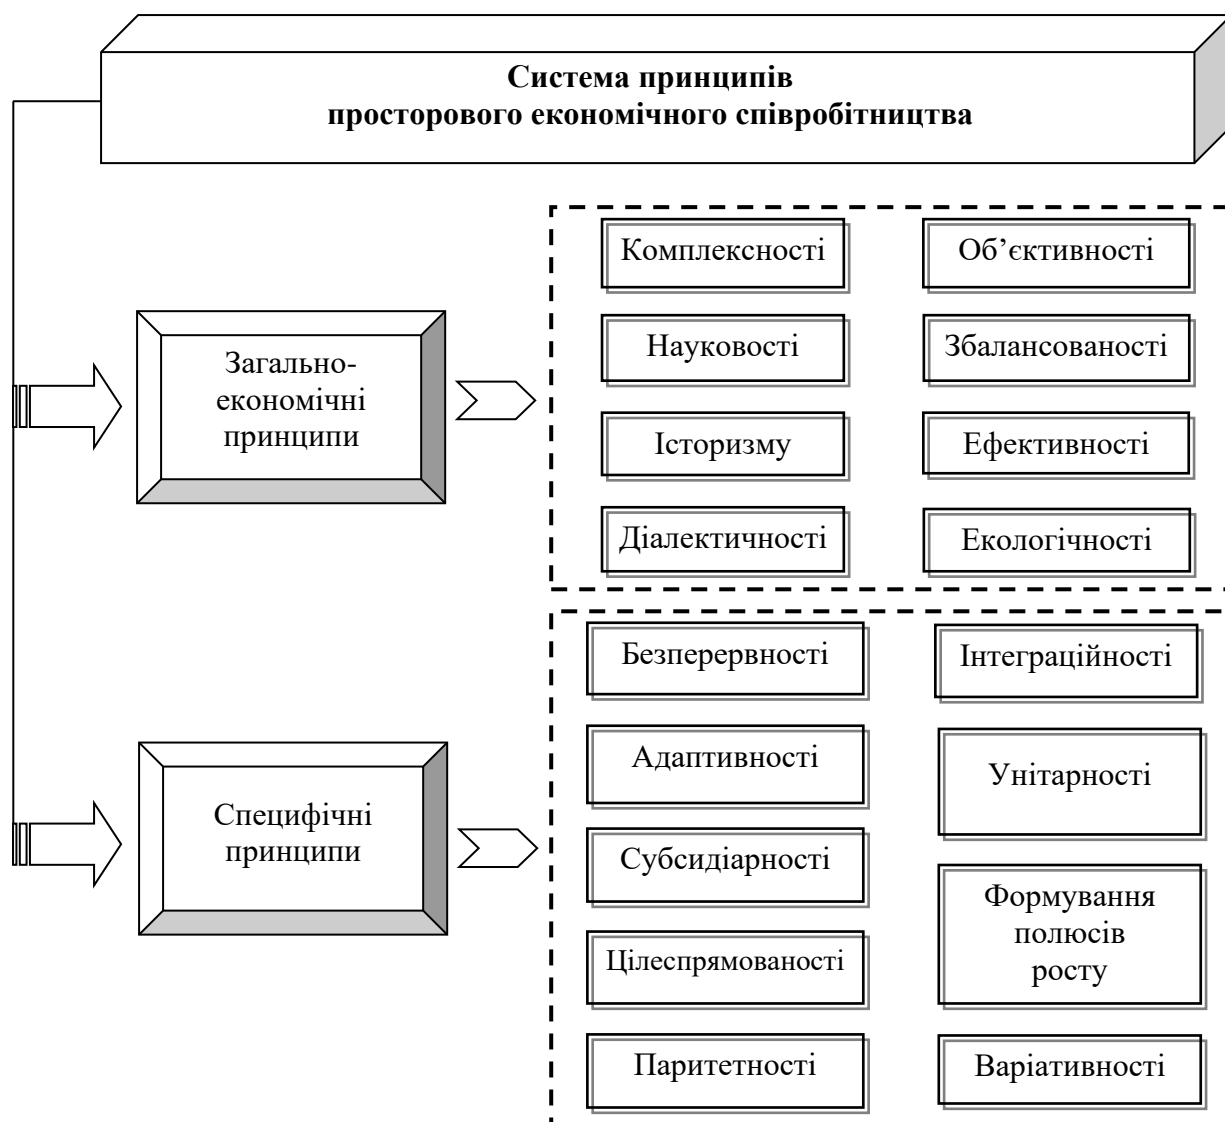 Система принципів
просторового економічного співробітництва
Загально-
економічні
принципи
Комплексності
Об’єктивності
Науковості
Збалансованості
Історизму
Ефективності
Діалектичності
Екологічності
Специфічні
принципи
Безперервності
Інтеграційності
Адаптивності
Унітарності
Субсидіарності
Формування
полюсів
росту
Цілеспрямованості
Паритетності
Варіативності